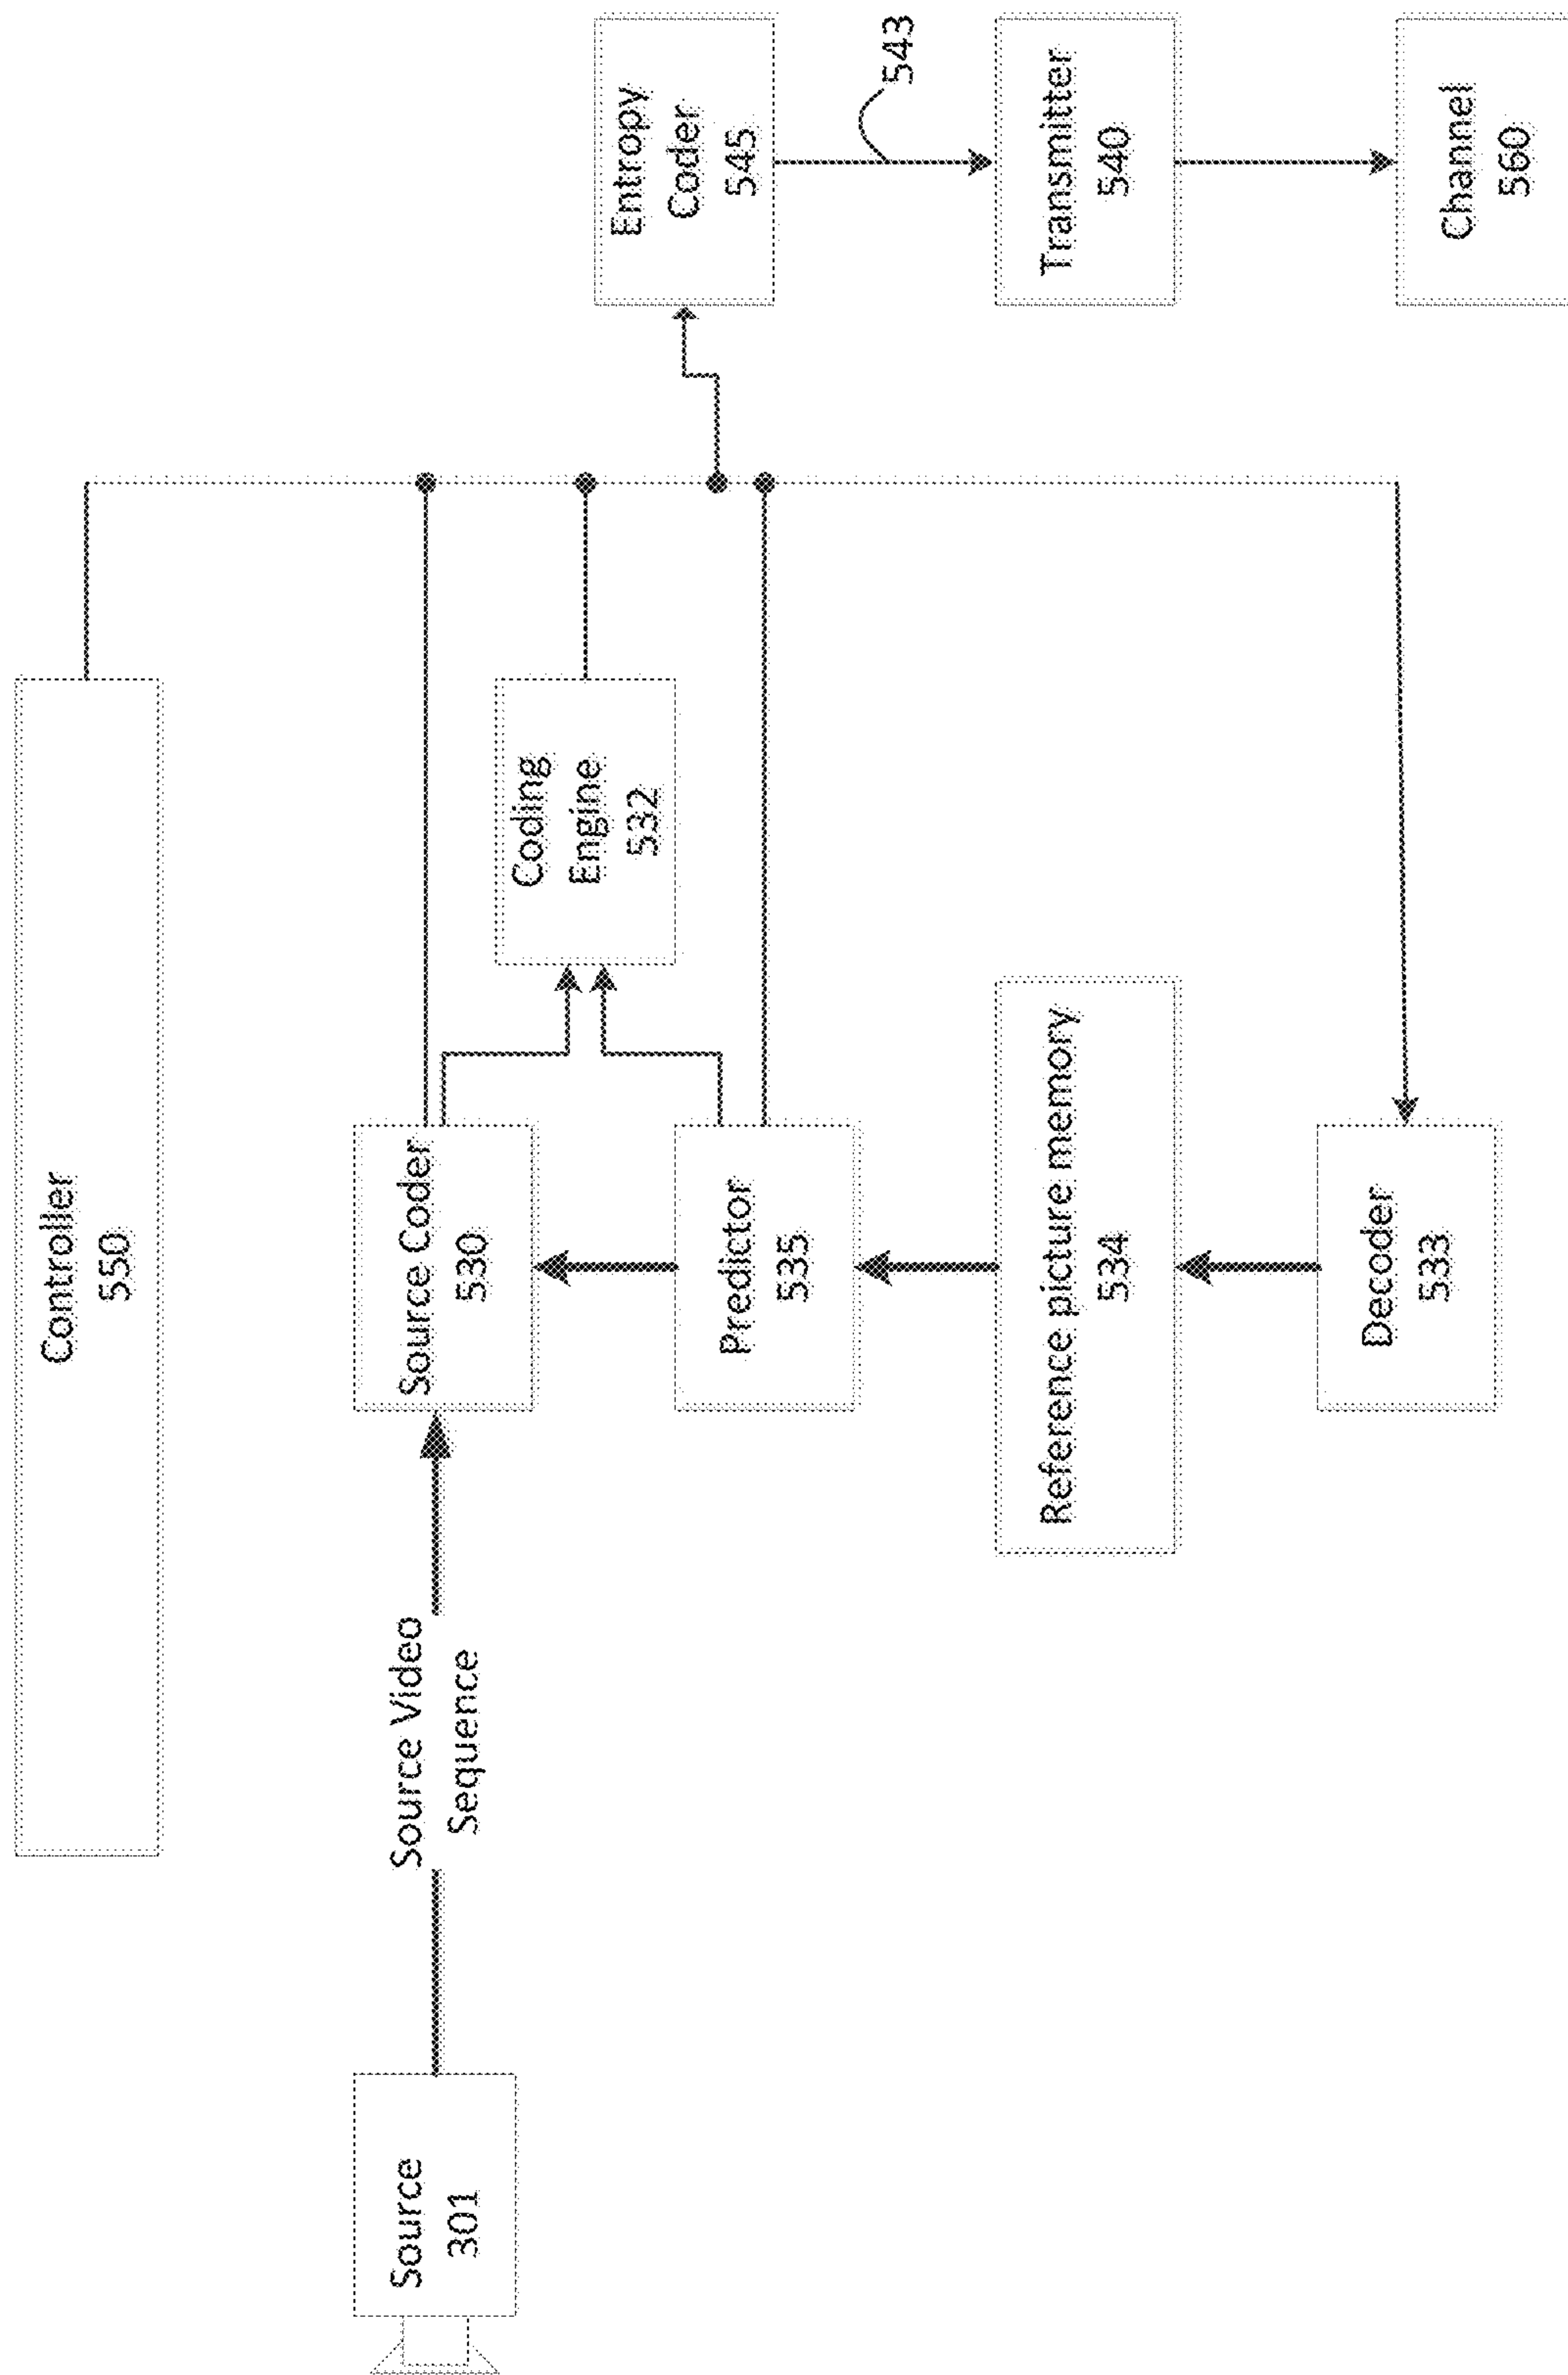 Controller
550
Source
301
Source Video
Sequence
Source Coder
530
Coding
Engine
532
Predictor
535
Reference picture memory
534
Decoder
533
Entropy
Coder
545
543
Transmitter
540
Channel
560